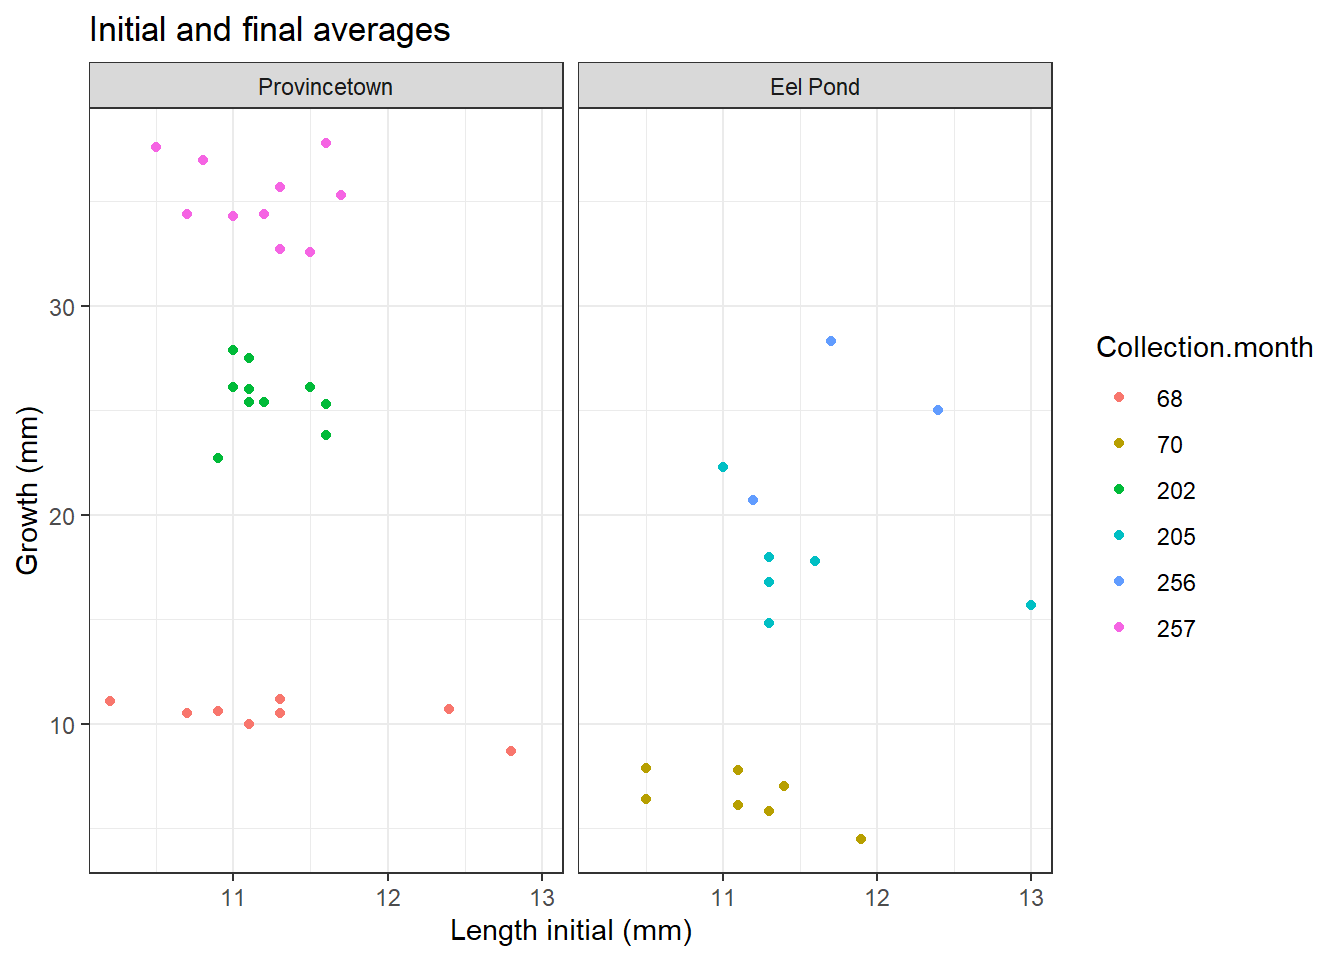 Initial and final averages
Provincetown
Eel Pond
30
20
10
Growth (mm)
11
12
13
11
12
13
Length initial (mm)
Collection.month
68
70
202
205
256
257